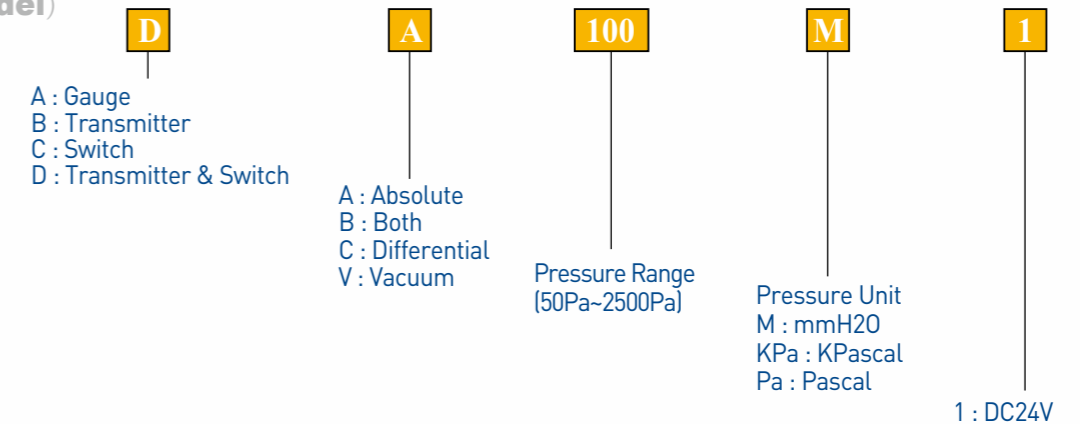 del)
D A 100 M 1
A : Gauge
B : Transmitter
C : Switch
D : Transmitter & Switch
A : Absolute
B : Both
C : Differential
V : Vacuum
Pressure Range
(50Pa~2500Pa)
Pressure Unit
M : mmH2O
KPa : KPascal
Pa : Pascal
1 : DC24V